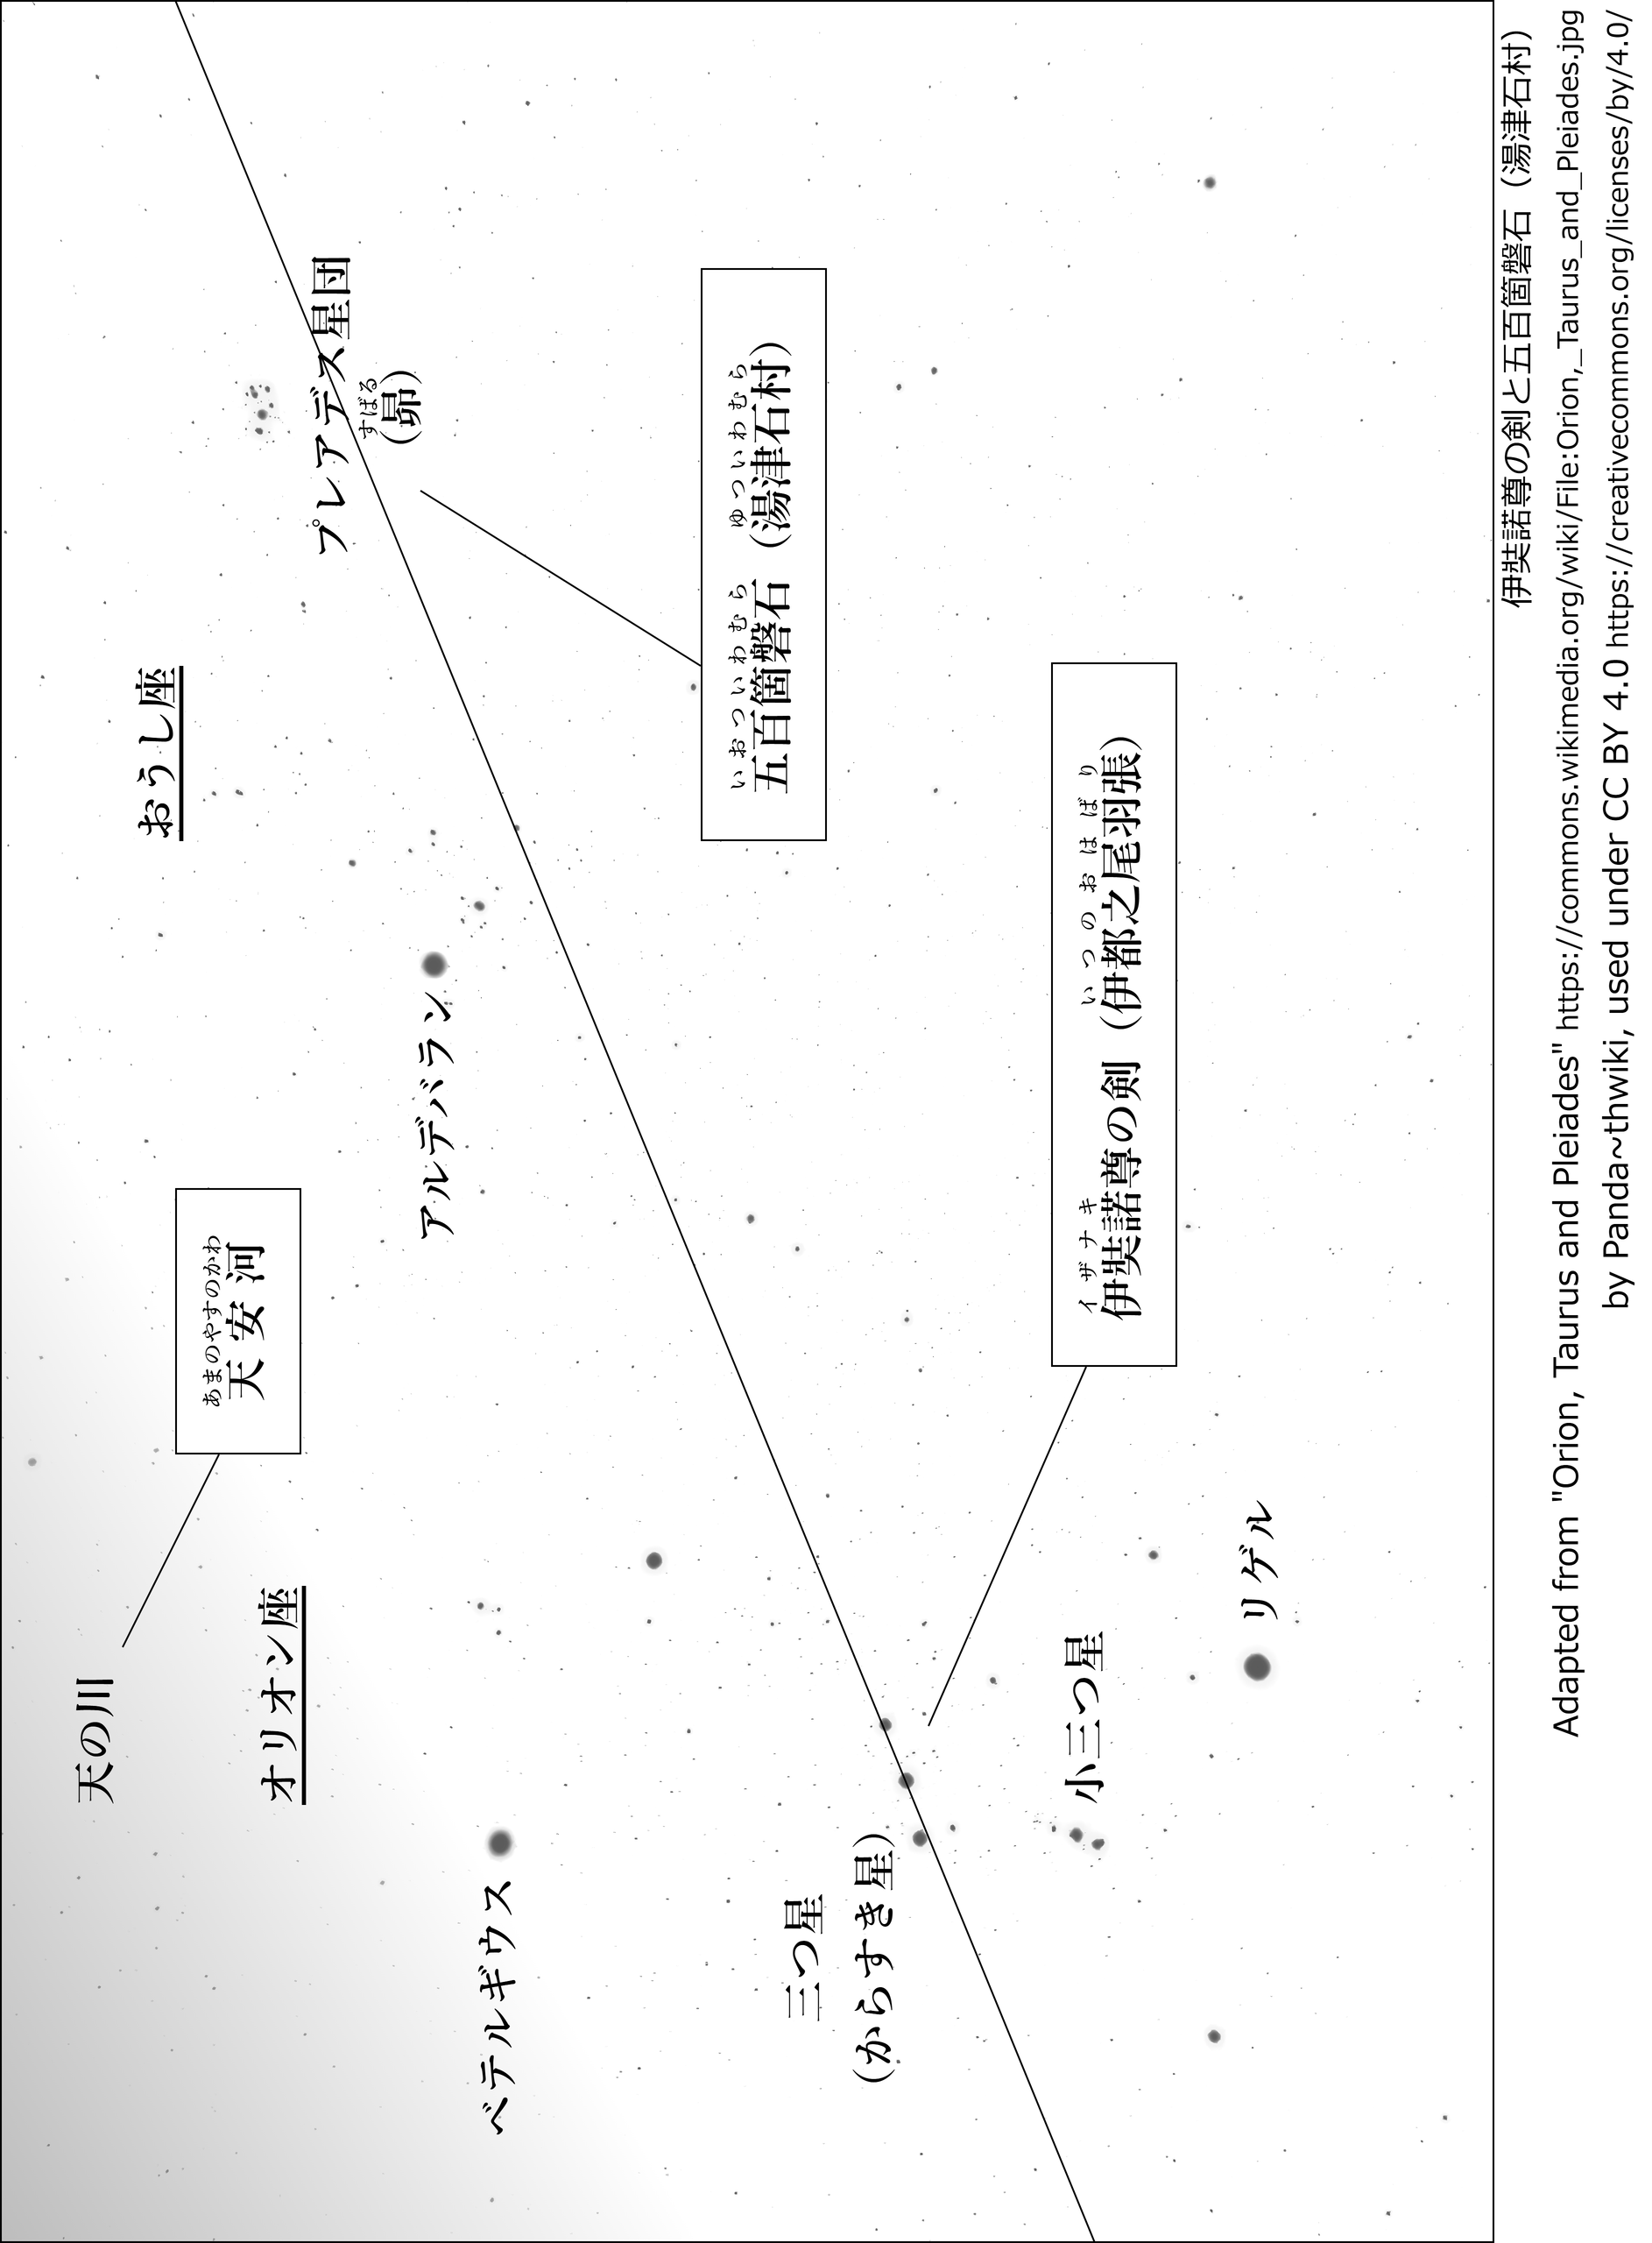 おうし座
プレアデス星団
すばる
(昴)
いおついわむら ゆついわむら
五百箇磐石 (湯津石村)
あまのやすのかわ
天安河
アルデバラン
イザナキ いつのおはばり
伊奘諾尊の剣 (伊都之尾羽張)
天の川
オリオン座
ベテルギウス
三つ星
(からすき星)
小三つ星
リゲル
伊奘諾尊の剣と五百箇磐石（湯津石村）
Adapted from "Orion, Taurus and Pleiades" https://commons.wikimedia.org/wiki/File:Orion,_Taurus_and_Pleiades.jpg
by Panda~thwiki, used under CC BY 4.0 https://creativecommons.org/licenses/by/4.0/